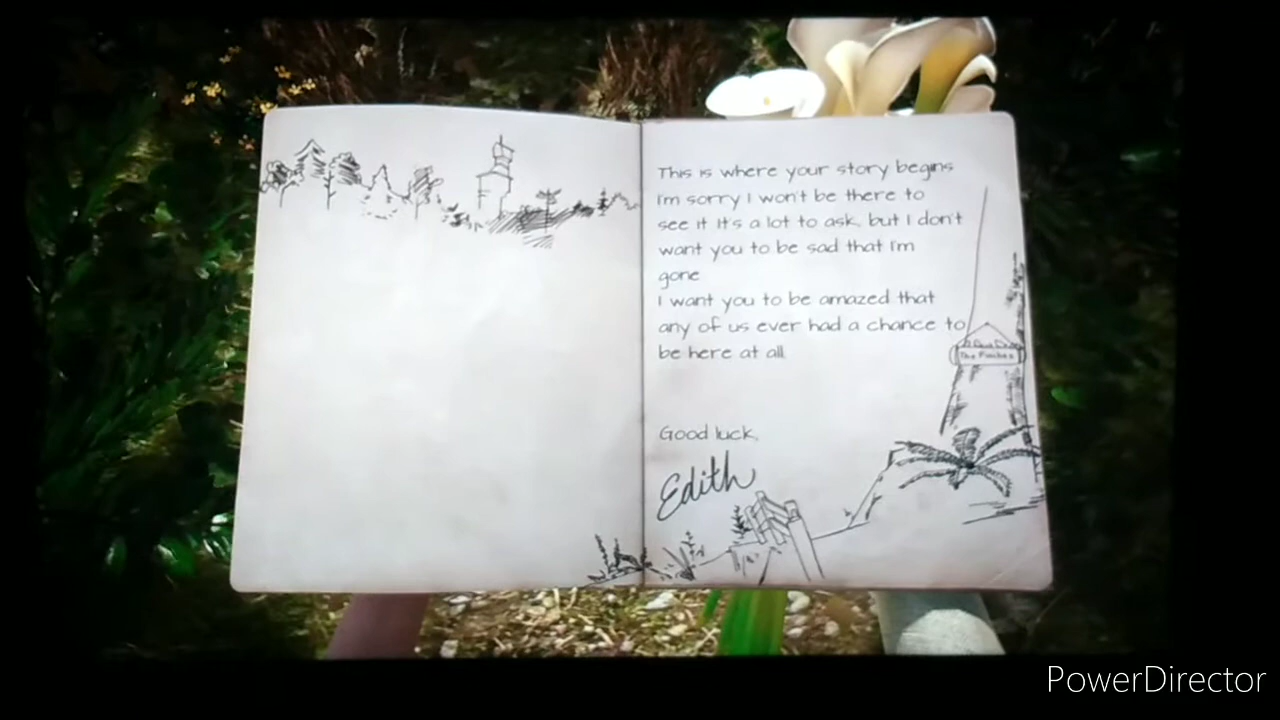 This is where your story begins
I'm sorry I won't be there to
see it It's a lot to ask, but I don't
want you to be sad that I'm
gone
I want you to be amazed that
any of us ever had a chance to
be here at all
The Finches
Good luck,
Edith
PowerDirector